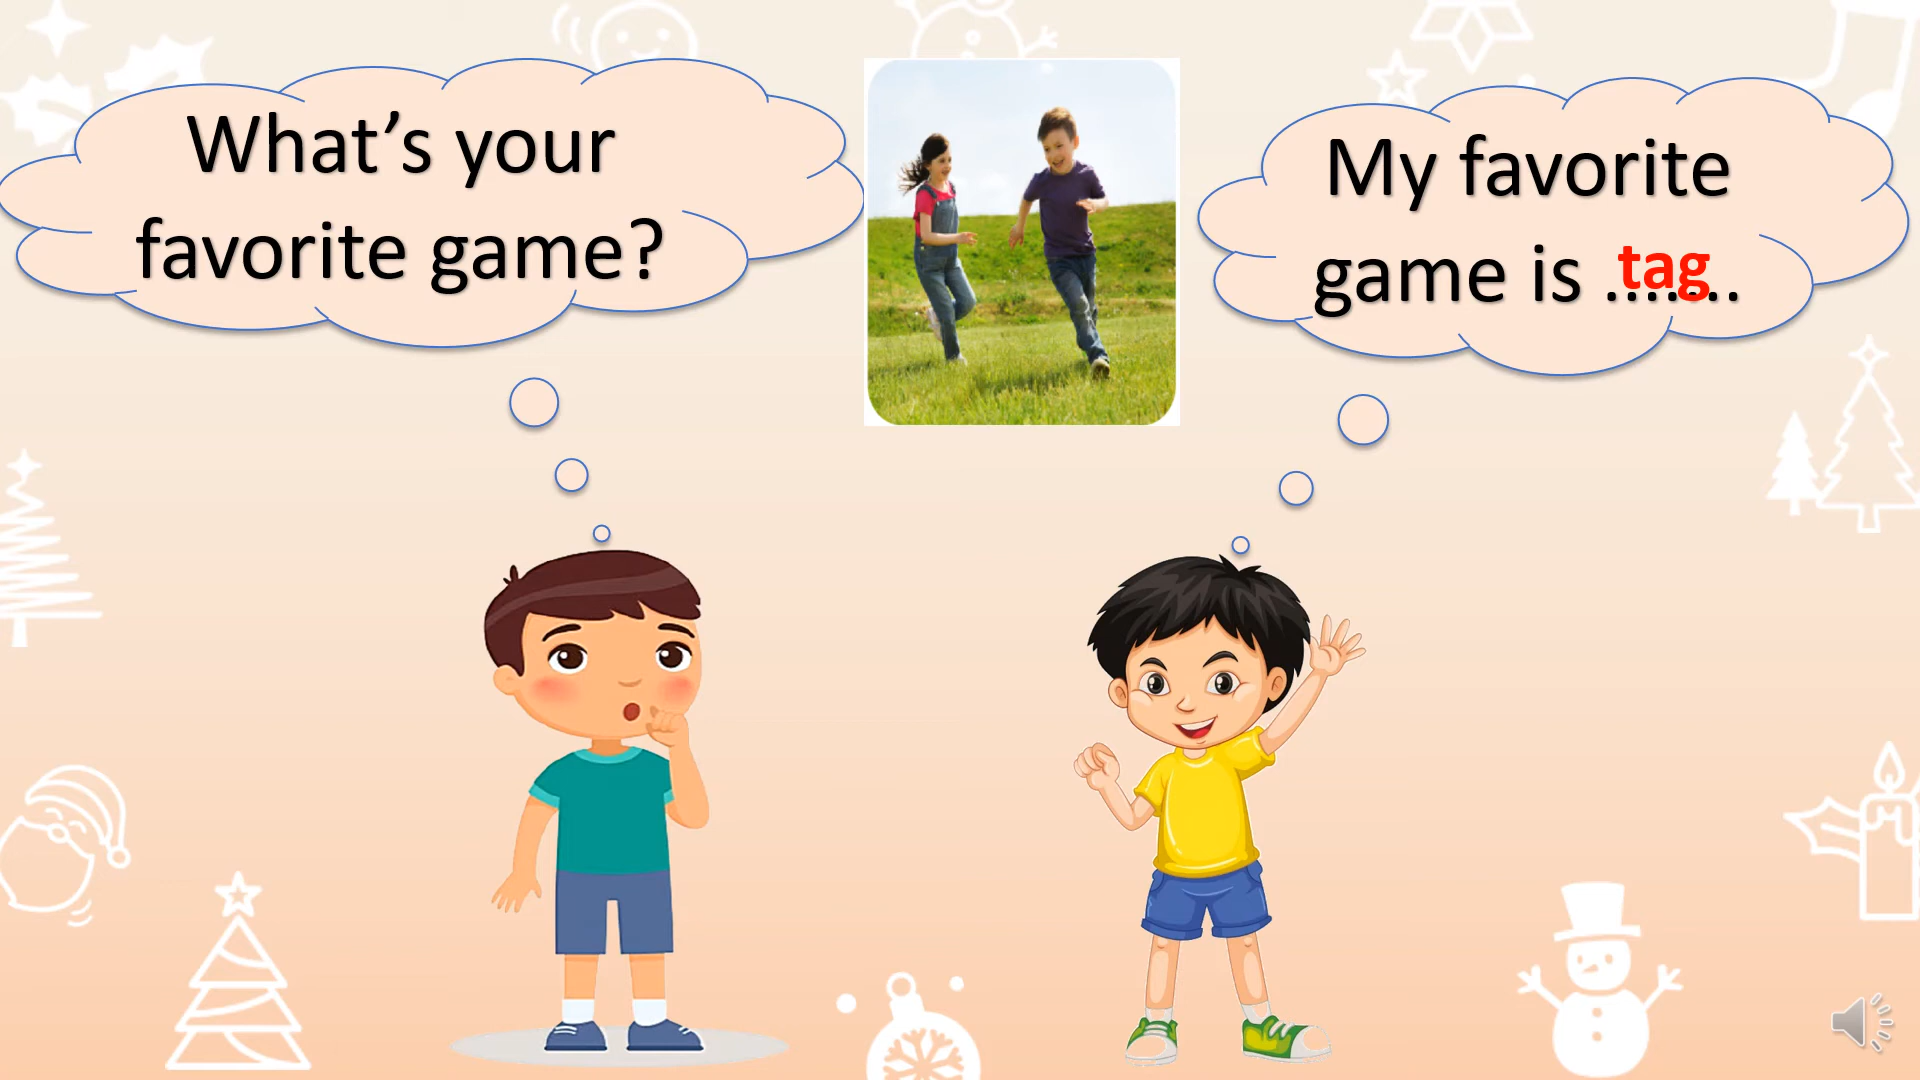 What’s your
favorite game?
My favorite
game is ....... tag